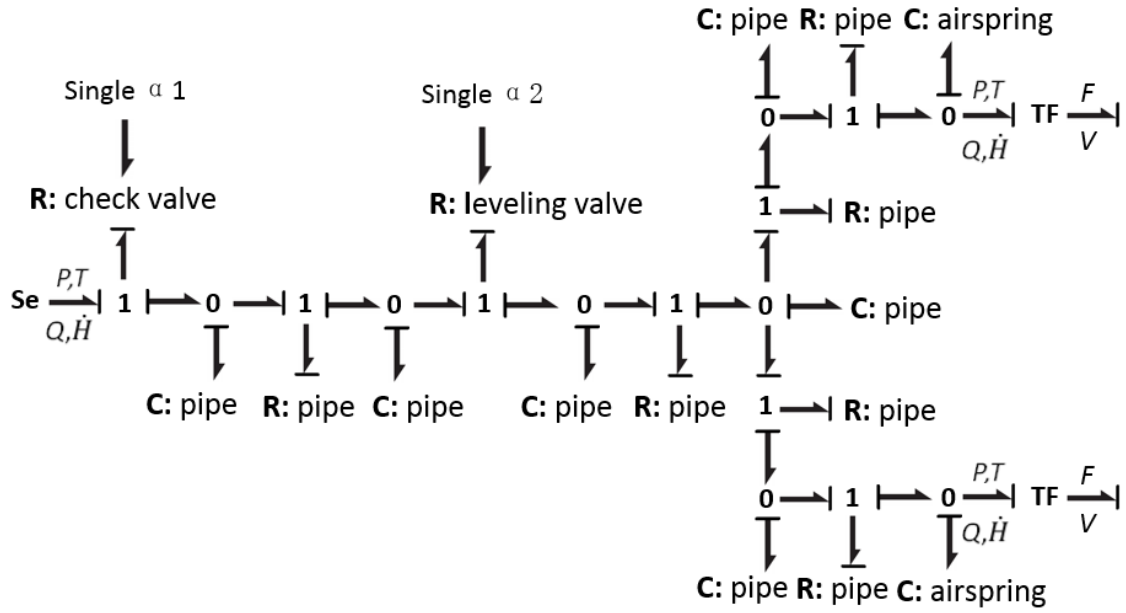 C: pipe R: pipe C: airspring
Single α 1
Single α 2
P,T F
0 1 0 TF
Q,Ḣ V
R: check valve
R: leveling valve
1 R: pipe
P,T
Se 1 0 1 0 1 0 1 0 C: pipe
Q,Ḣ
C: pipe R: pipe C: pipe C: pipe R: pipe
1 R: pipe
P,T F
0 1 0 TF
Q,Ḣ V
C: pipe R: pipe C: airspring